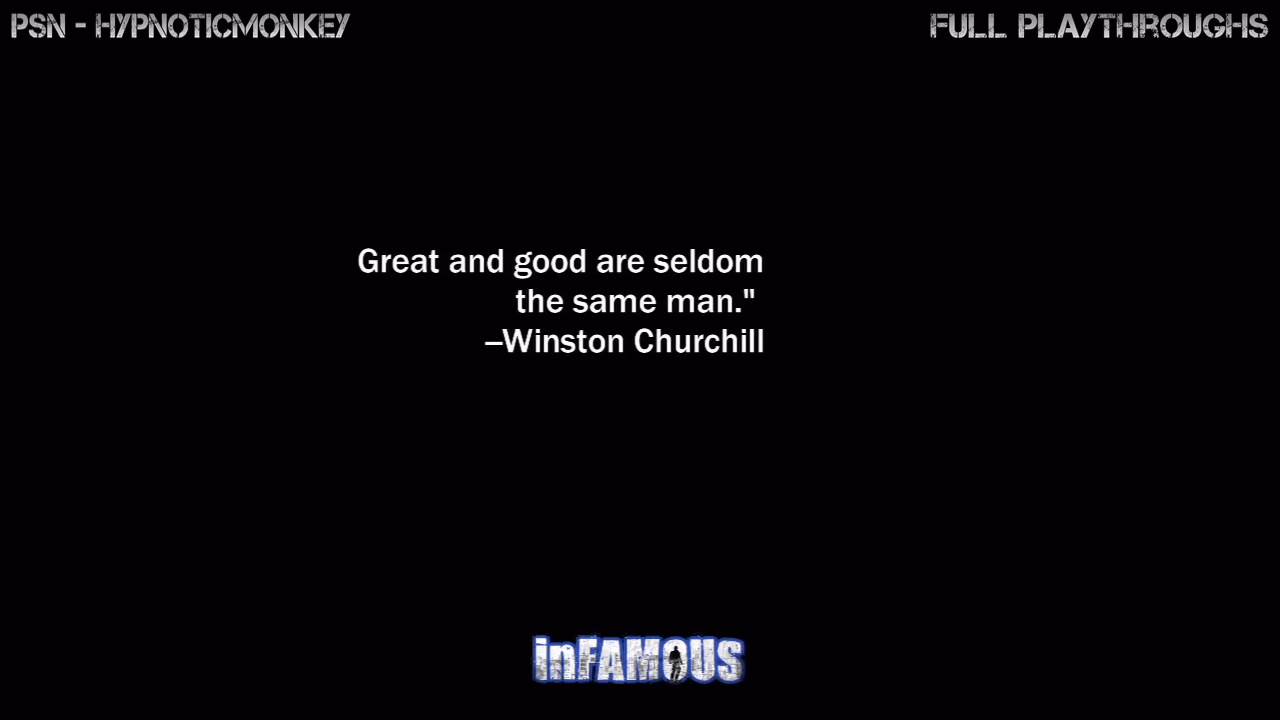 PSN - HYPNOTICMONKEY
FULL PLAYTHROUGHS
Great and good are seldom
the same man."
–Winston Churchill
inFAMOUS